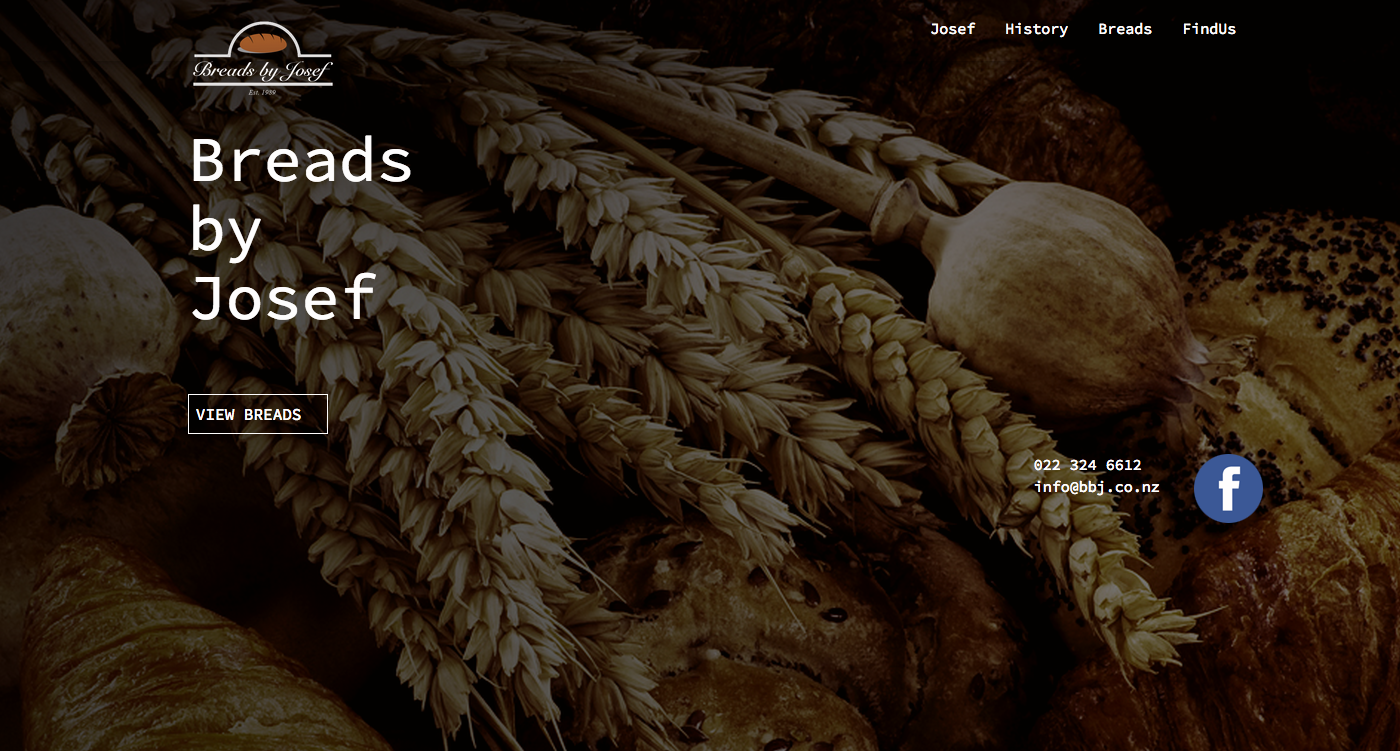 Breads by Josef
Est. 1989
Josef History Breads FindUs
Breads
by
Josef
VIEW BREADS
022 324 6612
info@bbj.co.nz
f